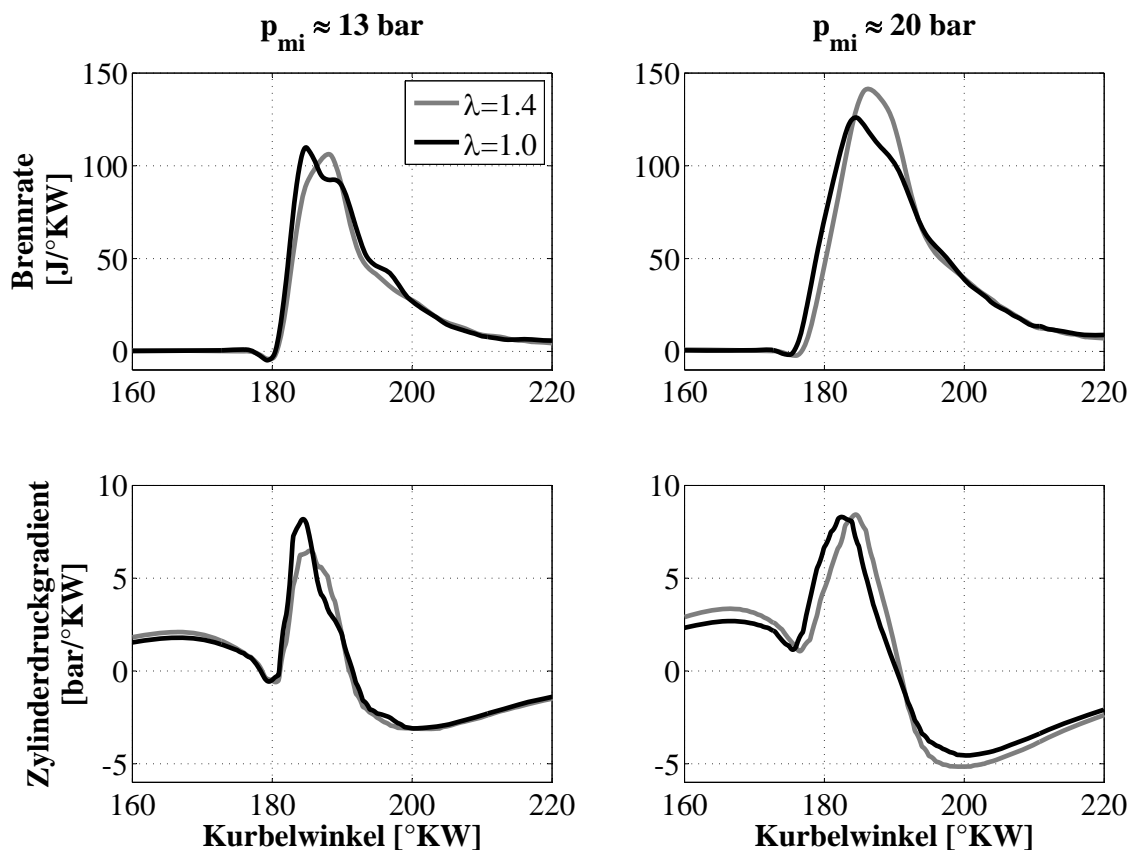 p_mi ≈ 13 bar
p_mi ≈ 20 bar
Brennrate
[J/°KW]
150
100
50
0
λ=1.4
λ=1.0
160 180 200 220
150
100
50
0
160 180 200 220
Zylinderdruckgradient
[bar/°KW]
10
5
0
-5
160 180 200 220
Kurbelwinkel [°KW]
10
5
0
-5
160 180 200 220
Kurbelwinkel [°KW]